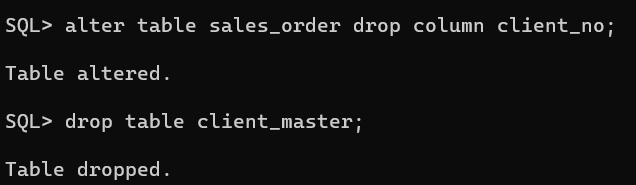 SQL> alter table sales_order drop column client_no;
Table altered.
SQL> drop table client_master;
Table dropped.